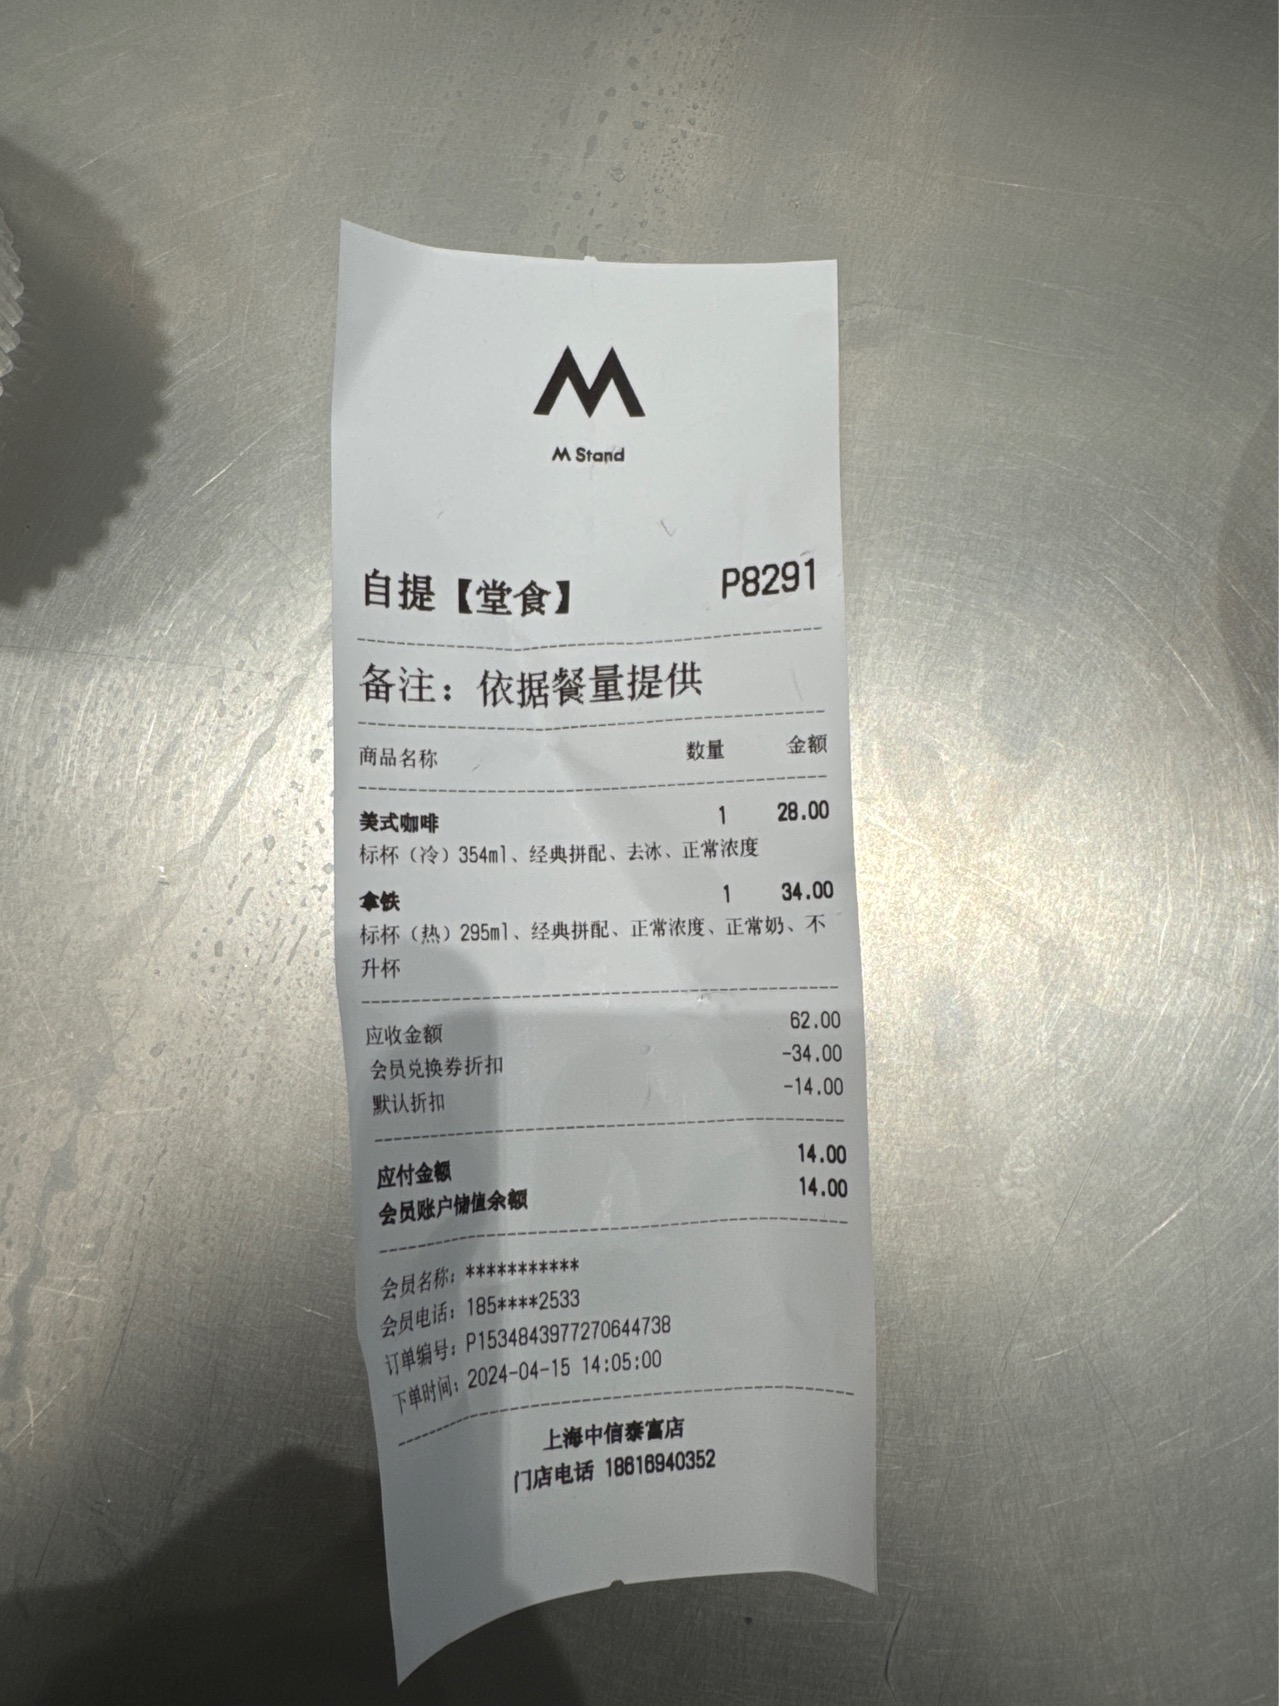 M Stand
自提【堂食】 P8291
备注：依据餐量提供
商品名称 数量 金额
美式咖啡 1 28.00
标杯（冷）354ml、经典拼配、去冰、正常浓度
拿铁 1 34.00
标杯（热）295ml、经典拼配、正常浓度、正常奶、不
升杯
应收金额 62.00
会员兑换券折扣 -34.00
默认折扣 -14.00
应付金额 14.00
会员账户储值余额 14.00
会员名称：***********
会员电话：185****2533
订单编号：P1534843977270644738
下单时间：2024-04-15 14:05:00
上海中信泰富店
门店电话 18616940352